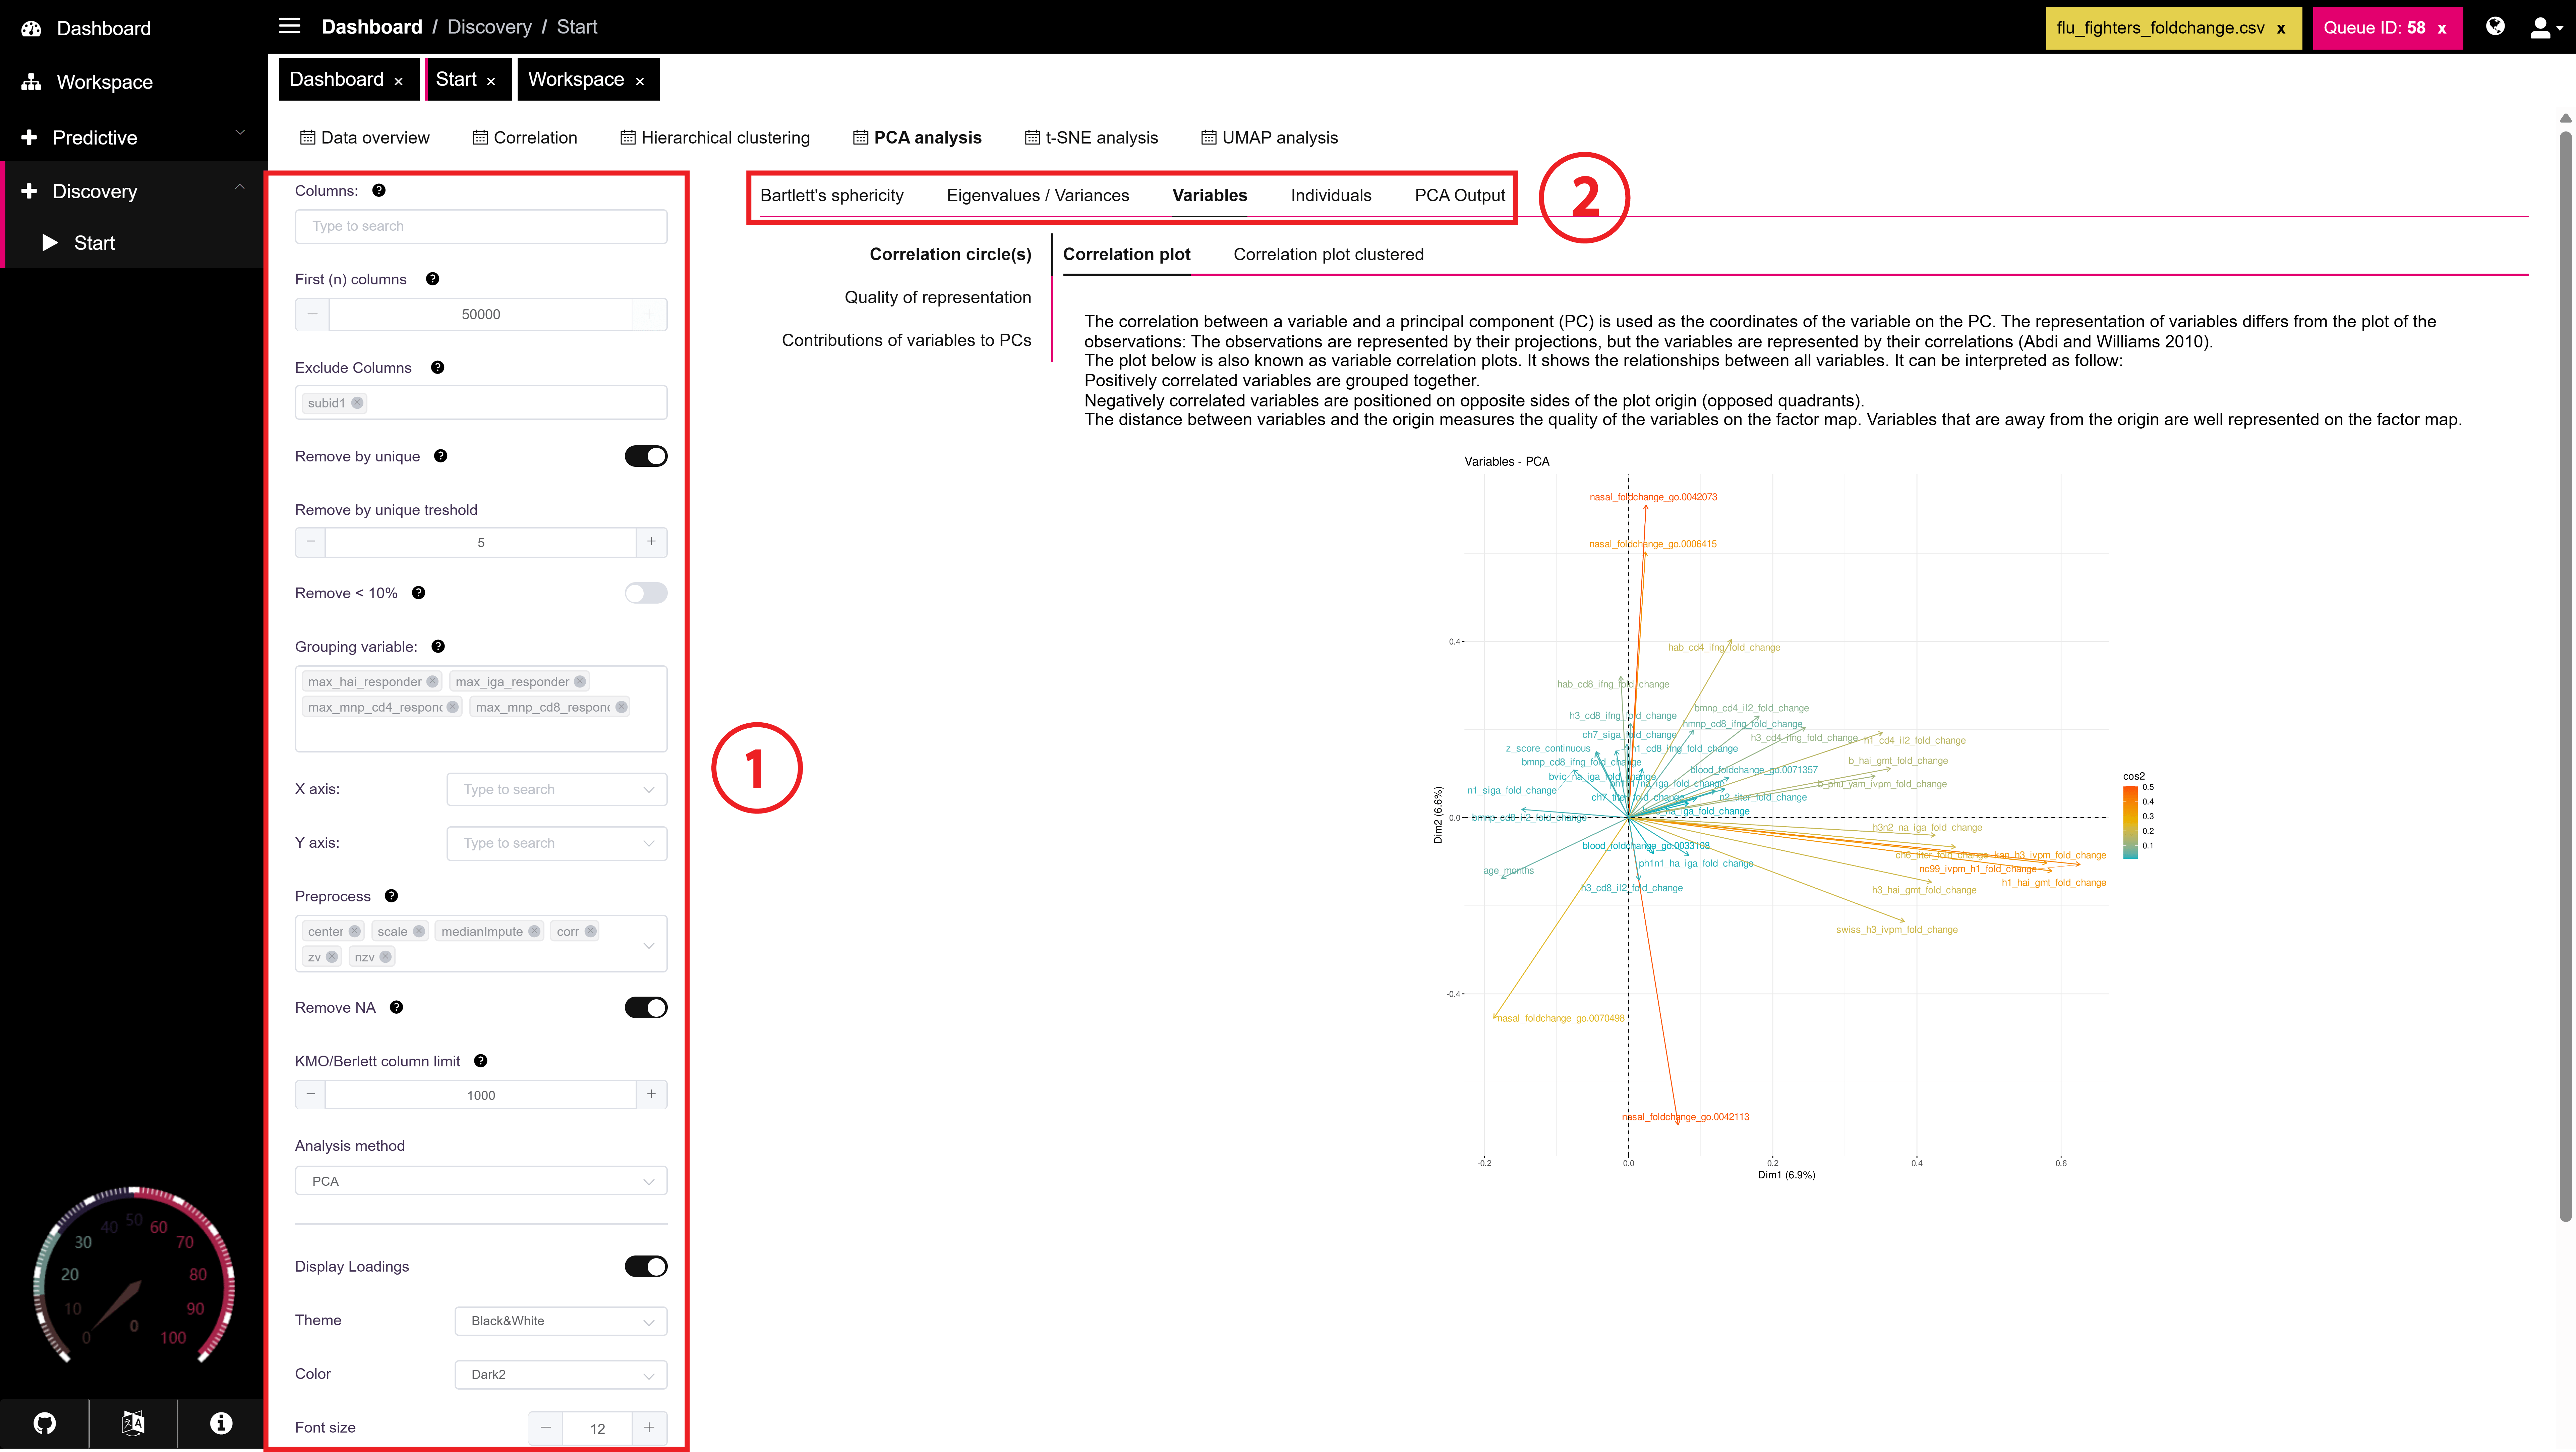 Dashboard
Workspace
Predictive
Discovery
Start
Dashboard / Discovery / Start
flu_fighters_foldchange.csv x
Queue ID: 58 x
Dashboard ×
Start ×
Workspace ×
Data overview
Correlation
Hierarchical clustering
PCA analysis
t-SNE analysis
UMAP analysis
Columns: ?
Type to search
First (n) columns ?
50000
Exclude Columns ?
subid1
Remove by unique ?
Remove by unique treshold
5
Remove < 10% ?
Grouping variable: ?
max_hai_responder max_iga_responder
max_mnp_cd4_respon max_mnp_cd8_respon
X axis: Type to search
Y axis: Type to search
Preprocess ?
center scale medianImpute corr
zv nzv
Remove NA ?
KMO/Berlett column limit ?
1000
Analysis method
PCA
Display Loadings
Theme Black&White
Color Dark2
Font size 12
1
Bartlett's sphericity
Eigenvalues / Variances
Variables
Individuals
PCA Output
2
Correlation circle(s)
Quality of representation
Contributions of variables to PCs
Correlation plot
Correlation plot clustered
The correlation between a variable and a principal component (PC) is used as the coordinates of the variable on the PC. The representation of variables differs from the plot of the
observations: The observations are represented by their projections, but the variables are represented by their correlations (Abdi and Williams 2010).
The plot below is also known as variable correlation plots. It shows the relationships between all variables. It can be interpreted as follow:
Positively correlated variables are grouped together.
Negatively correlated variables are positioned on opposite sides of the plot origin (opposed quadrants).
The distance between variables and the origin measures the quality of the variables on the factor map. Variables that are away from the origin are well represented on the factor map.
Variables - PCA
nasal_foldchange_go.0042073
nasal_foldchange_go.0006415
hab_cd4_ifng_fold_change
hab_cd8_ifng_fold_change
bmnp_cd4_il2_fold_change
h3_cd8_ifng_fold_change
hmnp_cd8_ifng_fold_change
ch7_siga_fold_change
h3_cd4_ifng_fold_change
h1_cd4_il2_fold_change
z_score_continuous
h1_cd8_ifng_fold_change
bmnp_cd8_ifng_fold_change
b_hai_gmt_fold_change
blood_foldchange_go.0071357
bvic_na_iga_fold_change
b_phu_yam_ivpm_fold_change
n1_siga_fold_change
ch7_titer_fold_change
n2_titer_fold_change
bmnp_cd8_il2_fold_change
h3n2_na_iga_fold_change
blood_foldchange_go.0033108
ch6_titer_fold_change
kan_h3_ivpm_fold_change
ph1n1_ha_iga_fold_change
nc99_ivpm_h1_fold_change
age_months
h1_hai_gmt_fold_change
h3_cd8_il2_fold_change
h3_hai_gmt_fold_change
swiss_h3_ivpm_fold_change
nasal_foldchange_go.0070498
nasal_foldchange_go.0042113
0.4
0.0
-0.4
Dim2 (6.6%)
-0.2 0.0 0.2 0.4 0.6
Dim1 (6.9%)
cos2
0.5
0.4
0.3
0.2
0.1
0 10 20 30 40 50 60 70 80 90 100
0